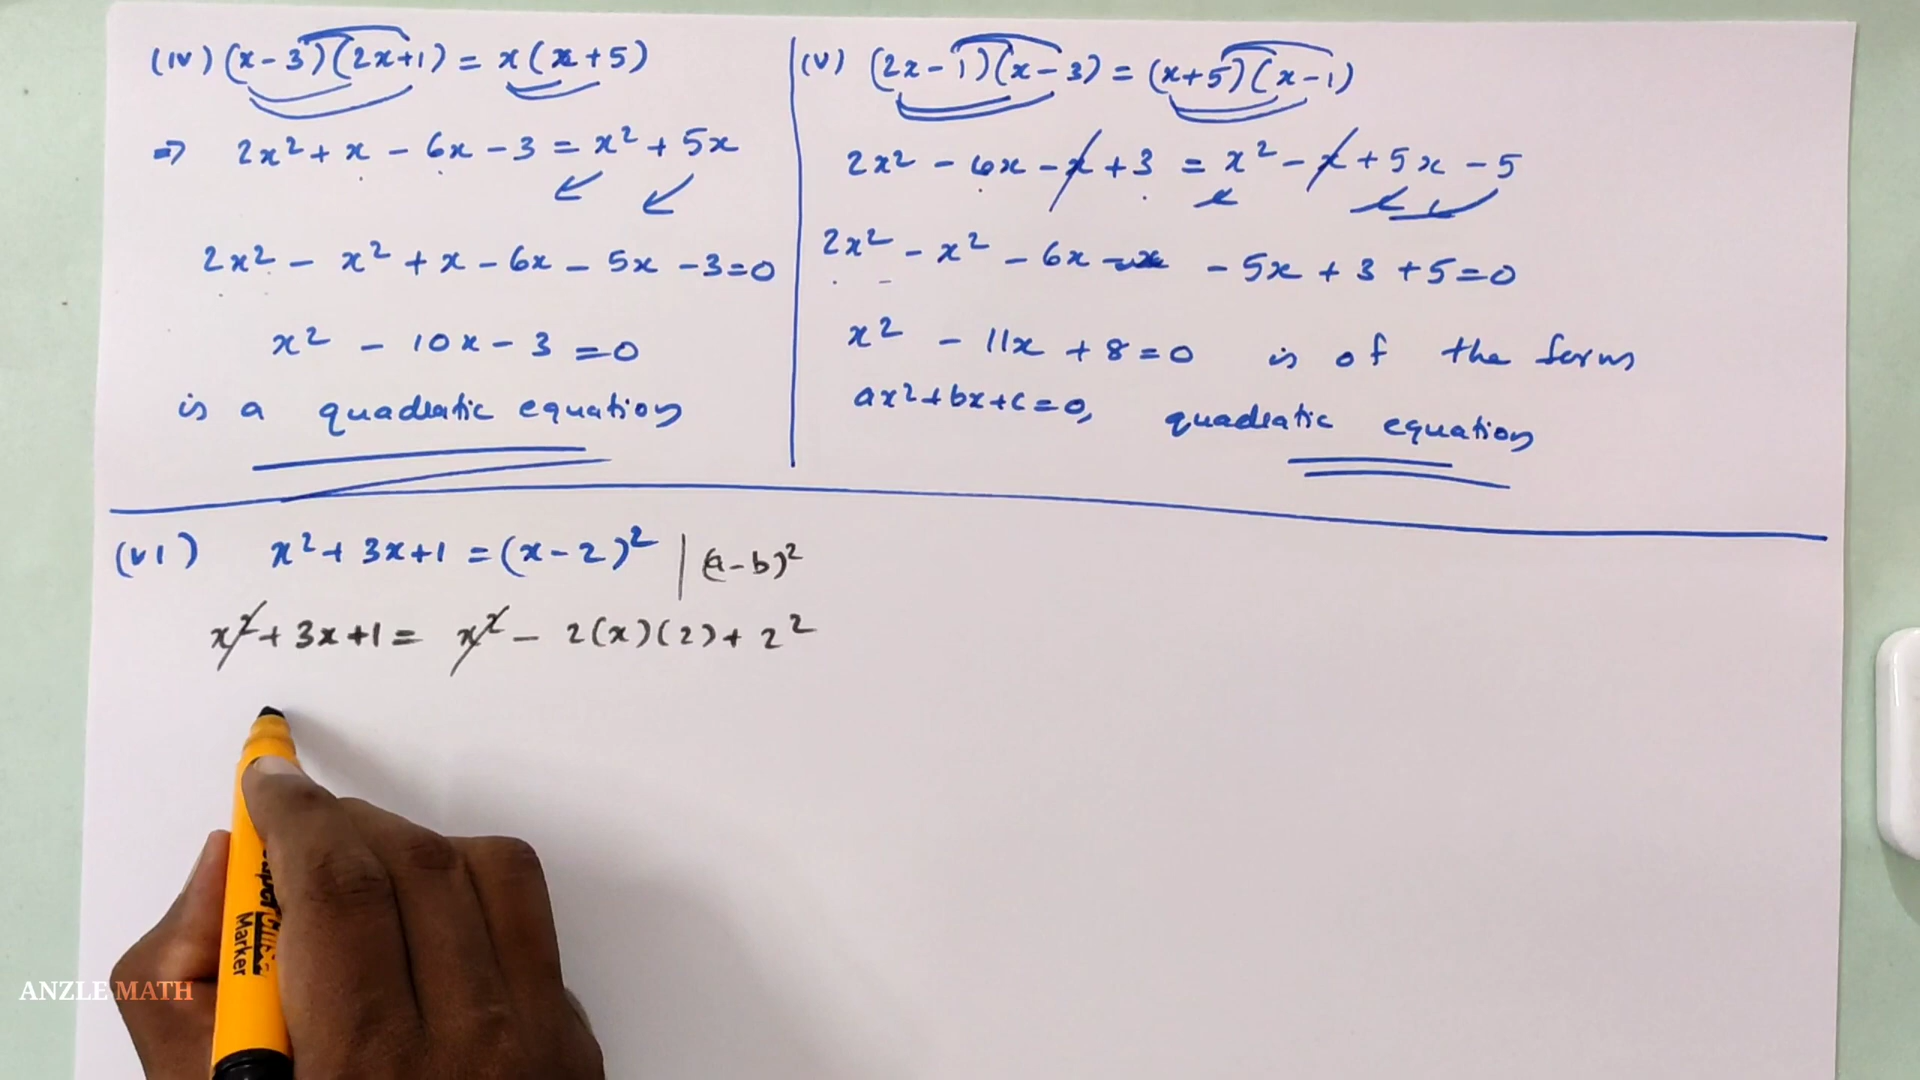 (iv) (x-3)(2x+1) = x(x+5)
⇒ 2x² + x - 6x - 3 = x² + 5x
2x² - x² + x - 6x - 5x - 3 = 0
x² - 10x - 3 = 0
is a quadratic equation
(v) (2x-1)(x-3) = (x+5)(x-1)
2x² - 6x - x + 3 = x² - x + 5x - 5
2x² - x² - 6x - 5x + 3 + 5 = 0
x² - 11x + 8 = 0 is of the form
ax²+bx+c=0, quadratic equation
(vi) x² + 3x + 1 = (x-2)² | (a-b)²
x² + 3x + 1 = x² - 2(x)(2) + 2²
Marker
ANZLE MATH